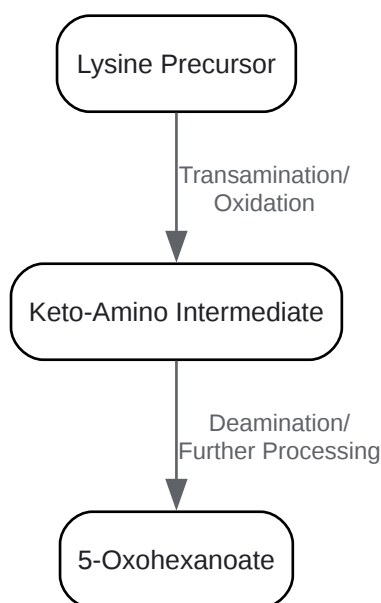 Lysine Precursor
Transamination/
Oxidation
Keto-Amino Intermediate
Deamination/
Further Processing
5-Oxohexanoate